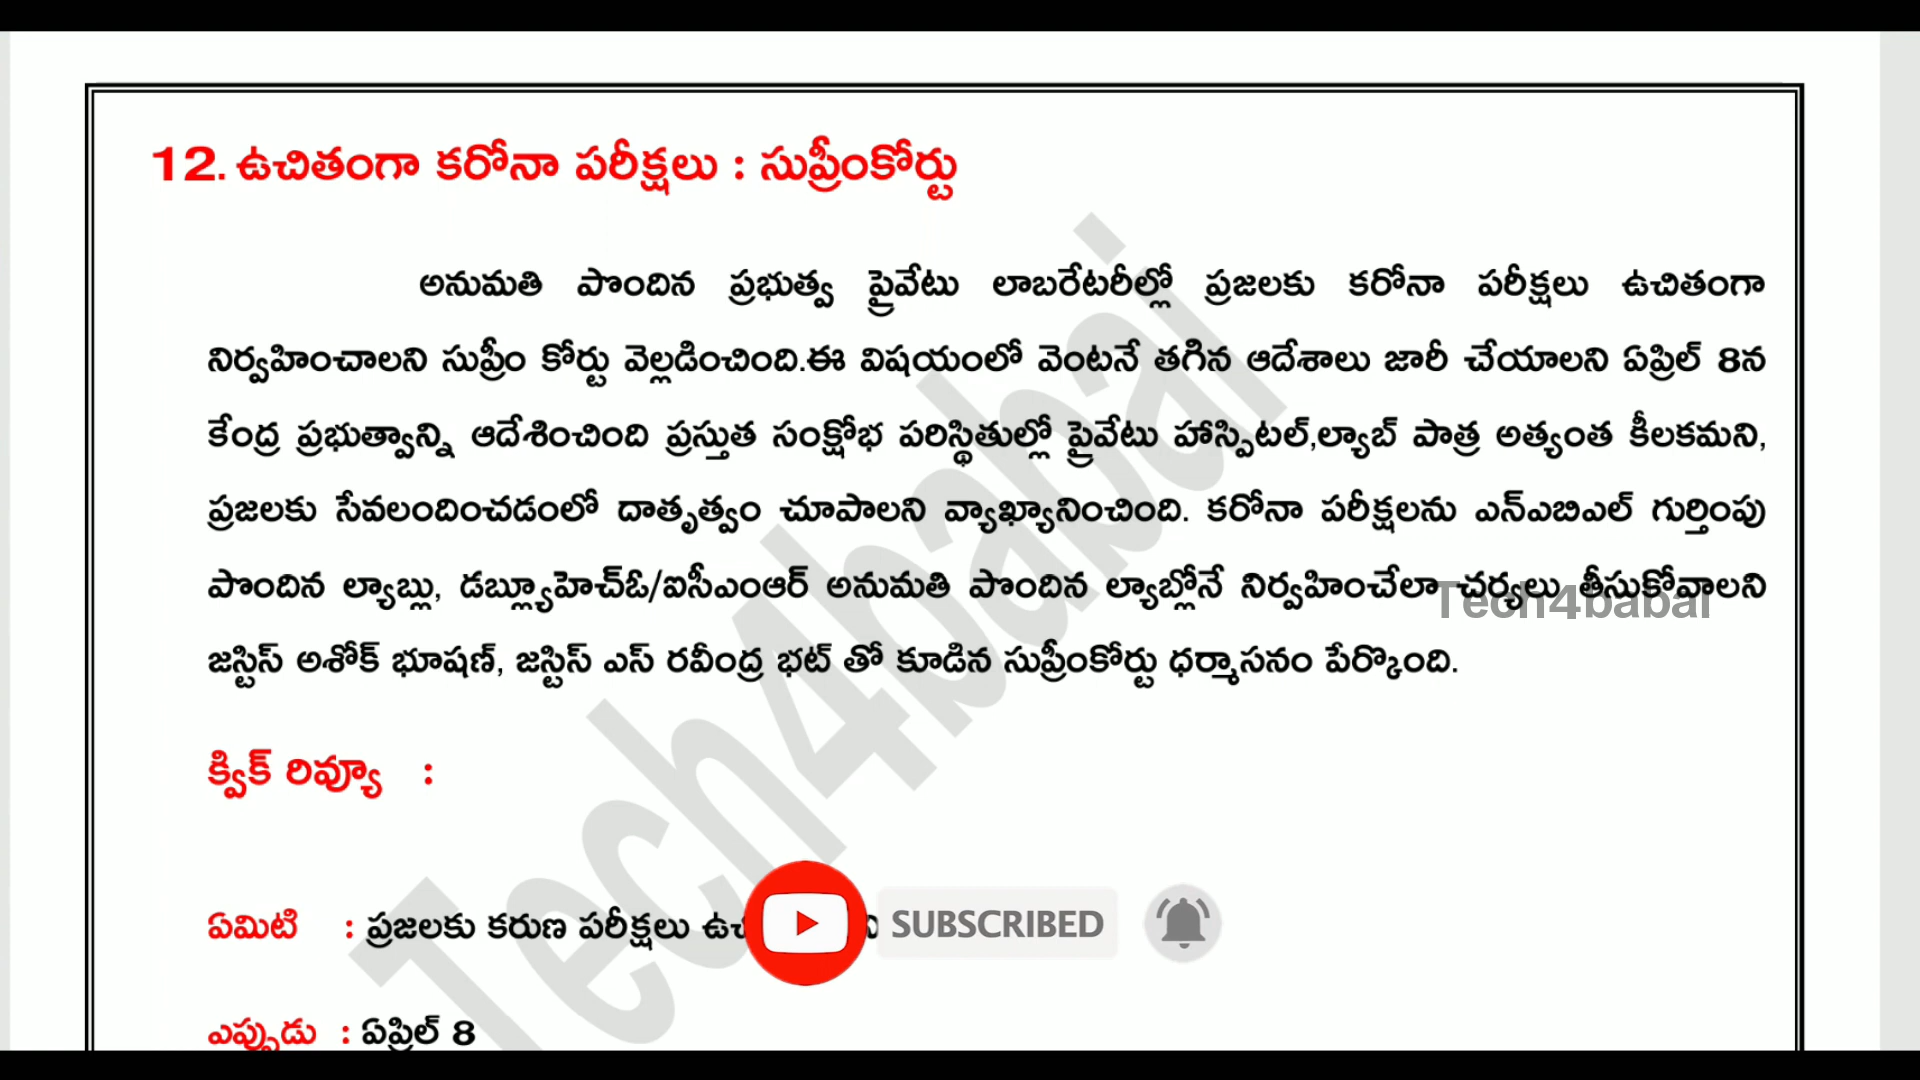 12. ఉచితంగా కరోనా పరీక్షలు : సుప్రీంకోర్టు
అనుమతి పొందిన ప్రభుత్వ ప్రైవేటు లాబరేటరీల్లో ప్రజలకు కరోనా పరీక్షలు ఉచితంగా
నిర్వహించాలని సుప్రీం కోర్టు వెల్లడించింది.ఈ విషయంలో వెంటనే తగిన ఆదేశాలు జారీ చేయాలని ఏప్రిల్ 8న
కేంద్ర ప్రభుత్వాన్ని ఆదేశించింది ప్రస్తుత సంక్షోభ పరిస్థితుల్లో ప్రైవేటు హాస్పిటల్,ల్యాబ్ పాత్ర అత్యంత కీలకమని,
ప్రజలకు సేవలందించడంలో దాతృత్వం చూపాలని వ్యాఖ్యానించింది. కరోనా పరీక్షలను ఎన్ఎబిఎల్ గుర్తింపు
పొందిన ల్యాబ్లు, డబ్ల్యూహెచ్ఓ/ఐసీఎంఆర్ అనుమతి పొందిన ల్యాబ్లోనే నిర్వహించేలా చర్యలు తీసుకోవాలని
Tech4babai
జస్టిస్ అశోక్ భూషణ్, జస్టిస్ ఎస్ రవీంద్ర భట్ తో కూడిన సుప్రీంకోర్టు ధర్మాసనం పేర్కొంది.
Tech4babai
క్విక్ రివ్యూ :
ఏమిటి : ప్రజలకు కరుణ పరీక్షలు
SUBSCRIBED
ఎప్పుడు : ఏప్రిల్ 8